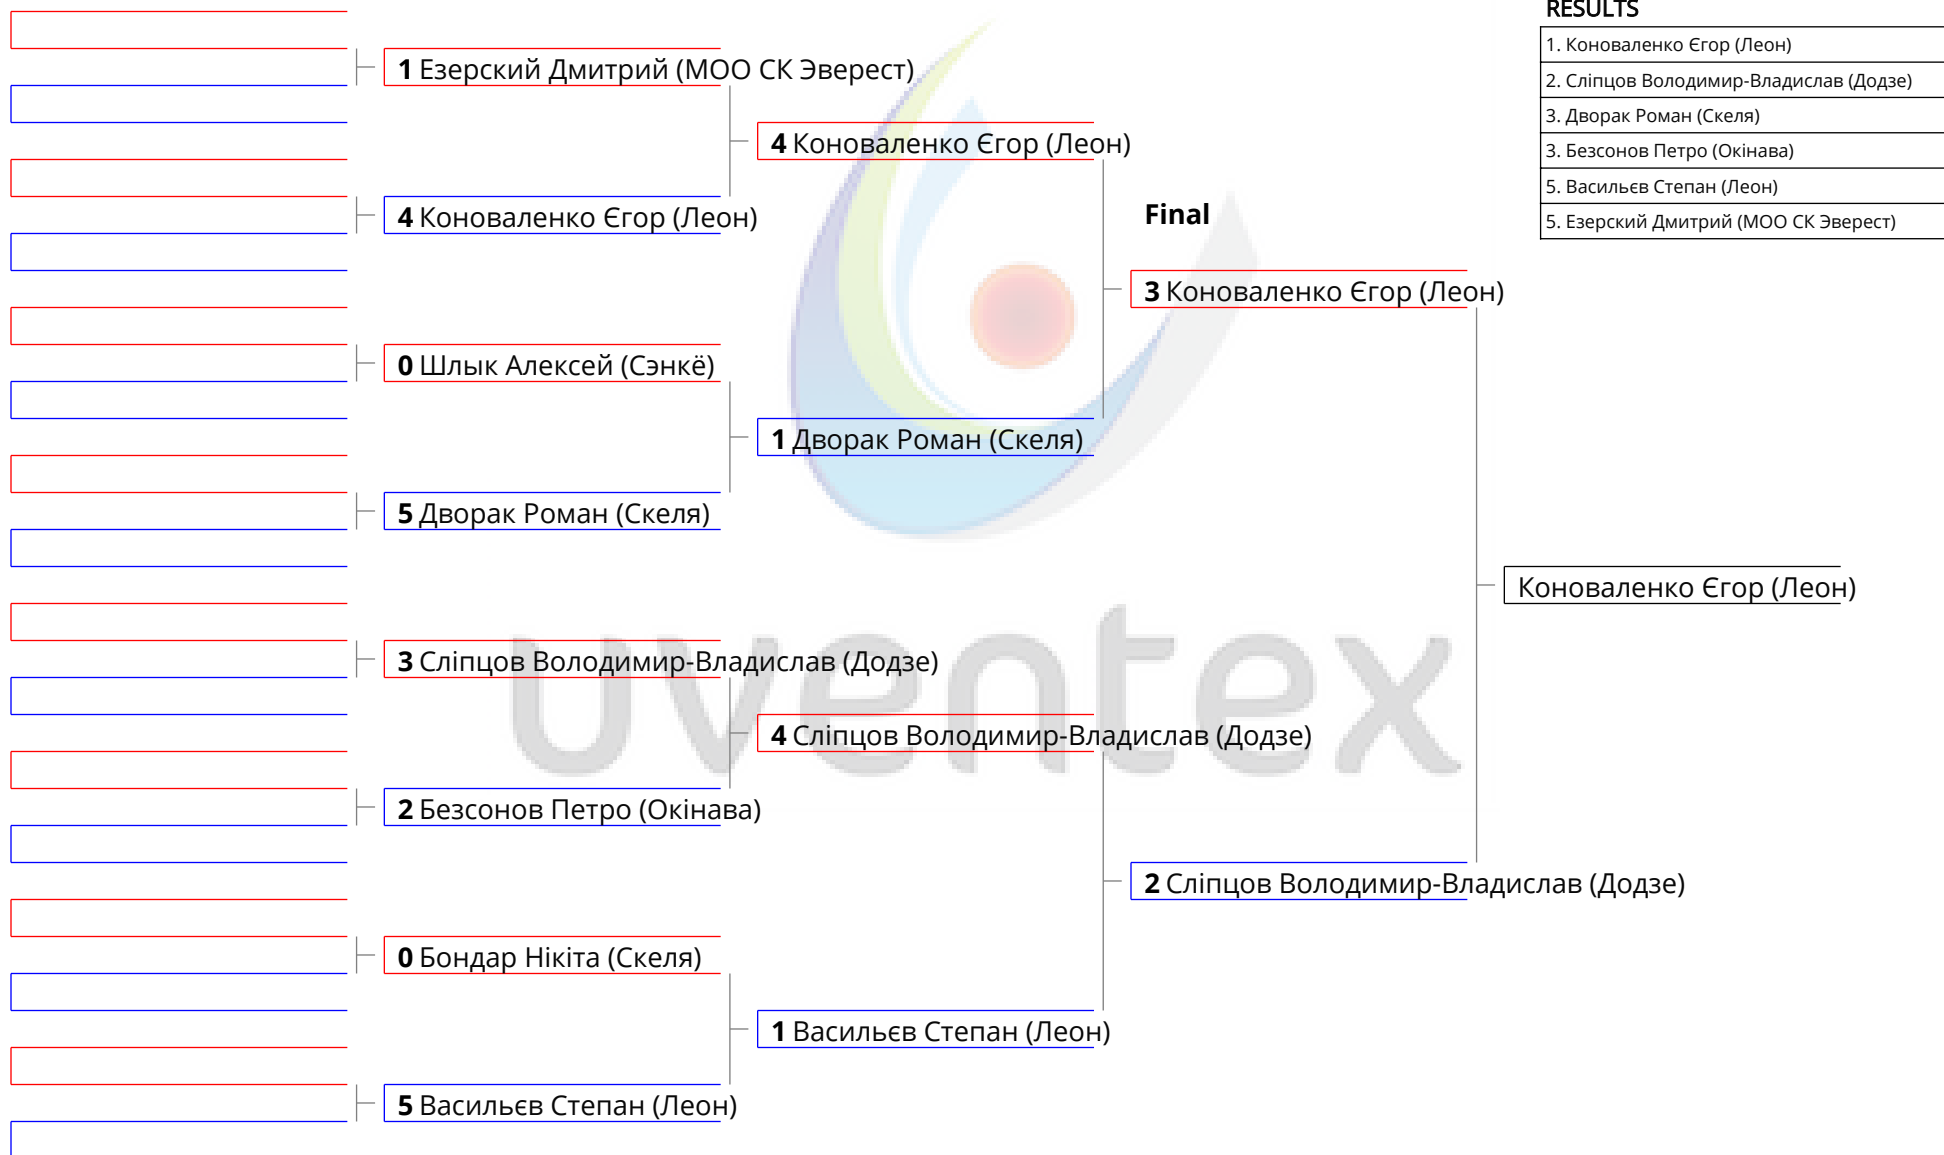 RESULTS
1. Коноваленко Єгор (Леон)
2. Сліпцов Володимир-Владислав (Додзе)
3. Дворак Роман (Скеля)
3. Безсонов Петро (Окінава)
5. Васильєв Степан (Леон)
5. Езерский Дмитрий (МОО СК Эверест)
1 Езерский Дмитрий (МОО СК Эверест)
4 Коноваленко Єгор (Леон)
4 Коноваленко Єгор (Леон)
Final
3 Коноваленко Єгор (Леон)
0 Шлык Алексей (Сэнкё)
1 Дворак Роман (Скеля)
5 Дворак Роман (Скеля)
Коноваленко Єгор (Леон)
3 Сліпцов Володимир-Владислав (Додзе)
uventex
4 Сліпцов Володимир-Владислав (Додзе)
2 Безсонов Петро (Окінава)
2 Сліпцов Володимир-Владислав (Додзе)
0 Бондар Нікіта (Скеля)
1 Васильєв Степан (Леон)
5 Васильєв Степан (Леон)